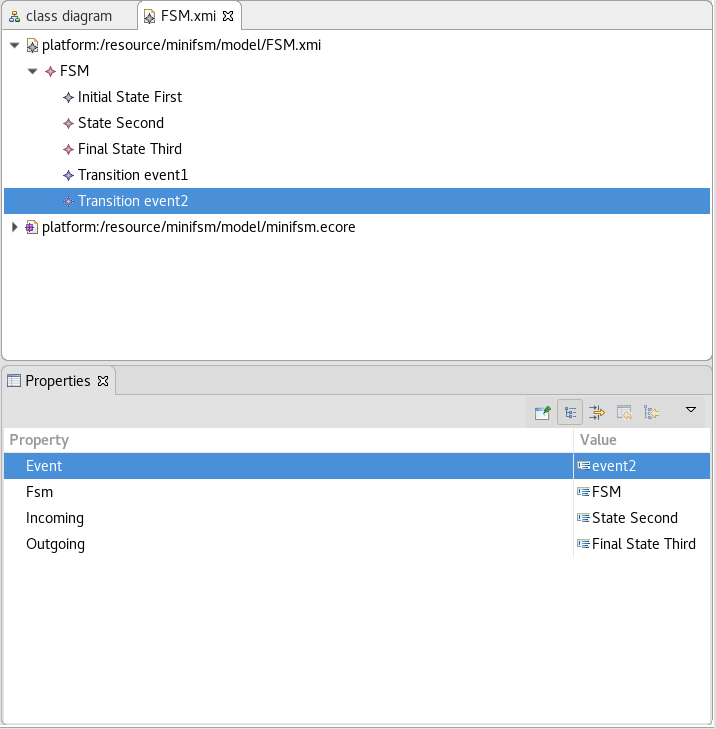 class diagram
FSM.xmi
platform:/resource/minifsm/model/FSM.xmi
FSM
Initial State First
State Second
Final State Third
Transition event1
Transition event2
platform:/resource/minifsm/model/minifsm.ecore
Properties
Property Value
Event event2
Fsm FSM
Incoming State Second
Outgoing Final State Third